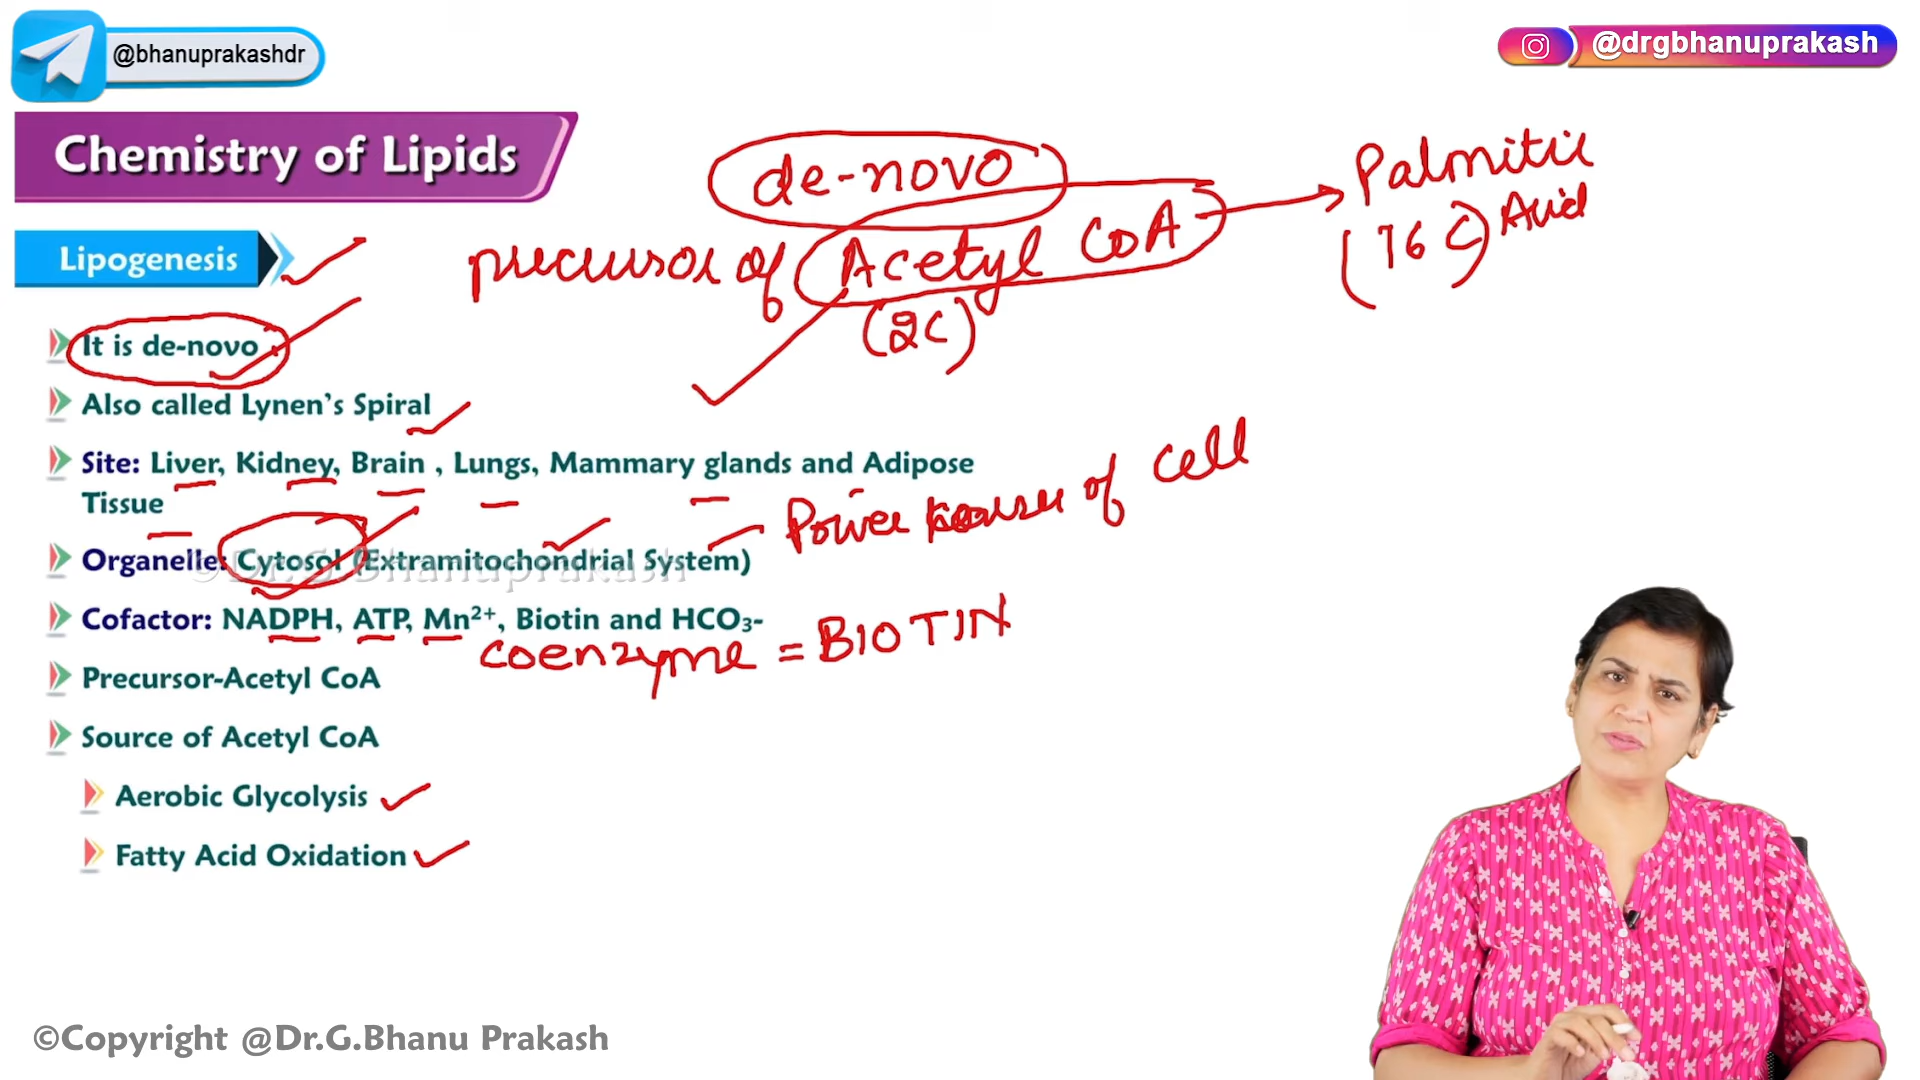 @bhanuprakashdr
@drgbhanuprakash
Chemistry of Lipids
de-novo
Palmitic
Acid
(16 C)
precursor of Acetyl CoA
(2C)
Lipogenesis
It is de-novo :
Also called Lynen's Spiral
Site: Liver, Kidney, Brain , Lungs, Mammary glands and Adipose
Tissue
Power house of cell
Organelle: Cytosol (Extramitochondrial System)
©Dr.G.Bhanuprakash
Cofactor: NADPH, ATP, Mn²⁺, Biotin and HCO₃-
coenzyme = BIOTIN
Precursor-Acetyl CoA
Source of Acetyl CoA
Aerobic Glycolysis
Fatty Acid Oxidation
©Copyright @Dr.G.Bhanu Prakash